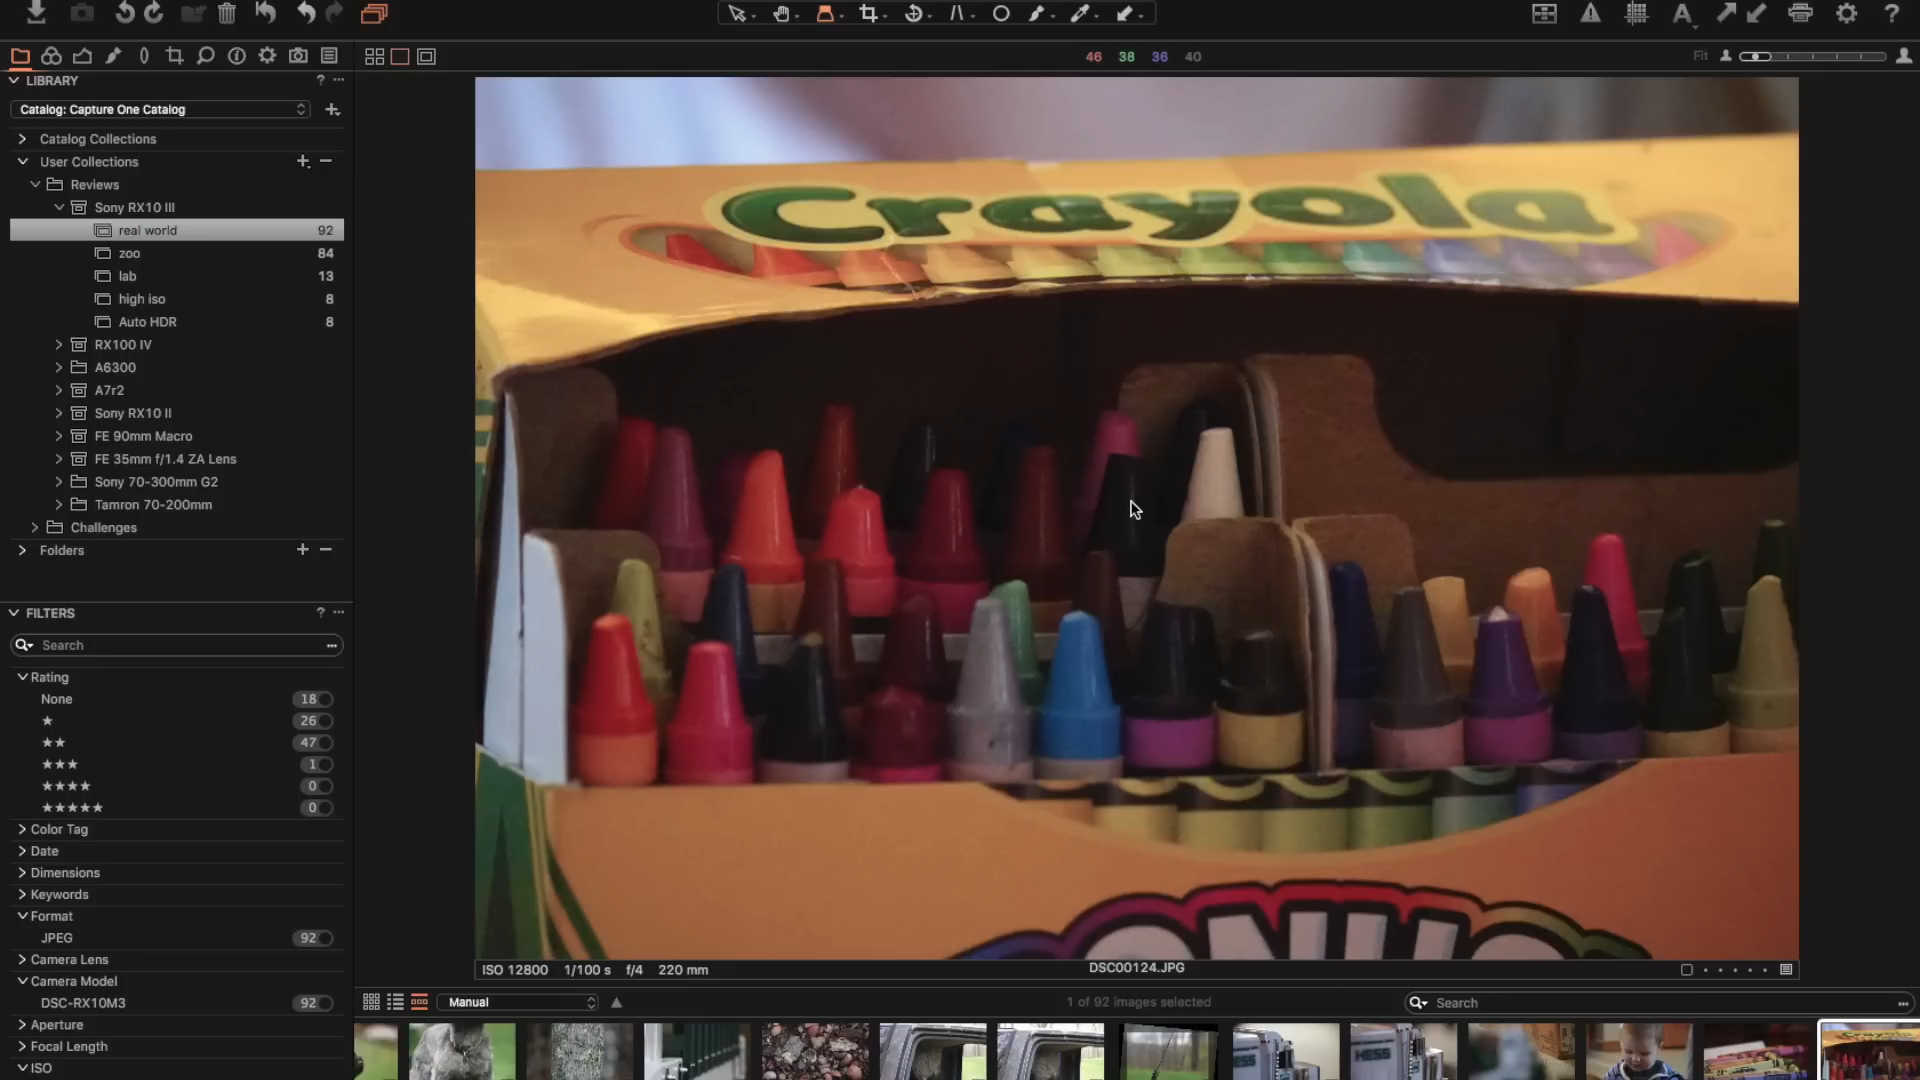 46 38 36 40
Fit
LIBRARY ? ...
Catalog: Capture One Catalog
Catalog Collections
User Collections
Reviews
Sony RX10 III
real world 92
zoo 84
lab 13
high iso 8
Auto HDR 8
RX100 IV
A6300
A7r2
Sony RX10 II
FE 90mm Macro
FE 35mm f/1.4 ZA Lens
Sony 70-300mm G2
Tamron 70-200mm
Challenges
Folders
FILTERS ? ...
Search
Rating
None 18
★ 26
★★ 47
★★★ 1
★★★★ 0
★★★★★ 0
Color Tag
Date
Dimensions
Keywords
Format
JPEG 92
Camera Lens
Camera Model
DSC-RX10M3 92
Aperture
Focal Length
ISO
Crayola
ISO 12800 1/100 s f/4 220 mm
DSC00124.JPG
Manual
1 of 92 images selected
Search
HESS
HESS
Crayola